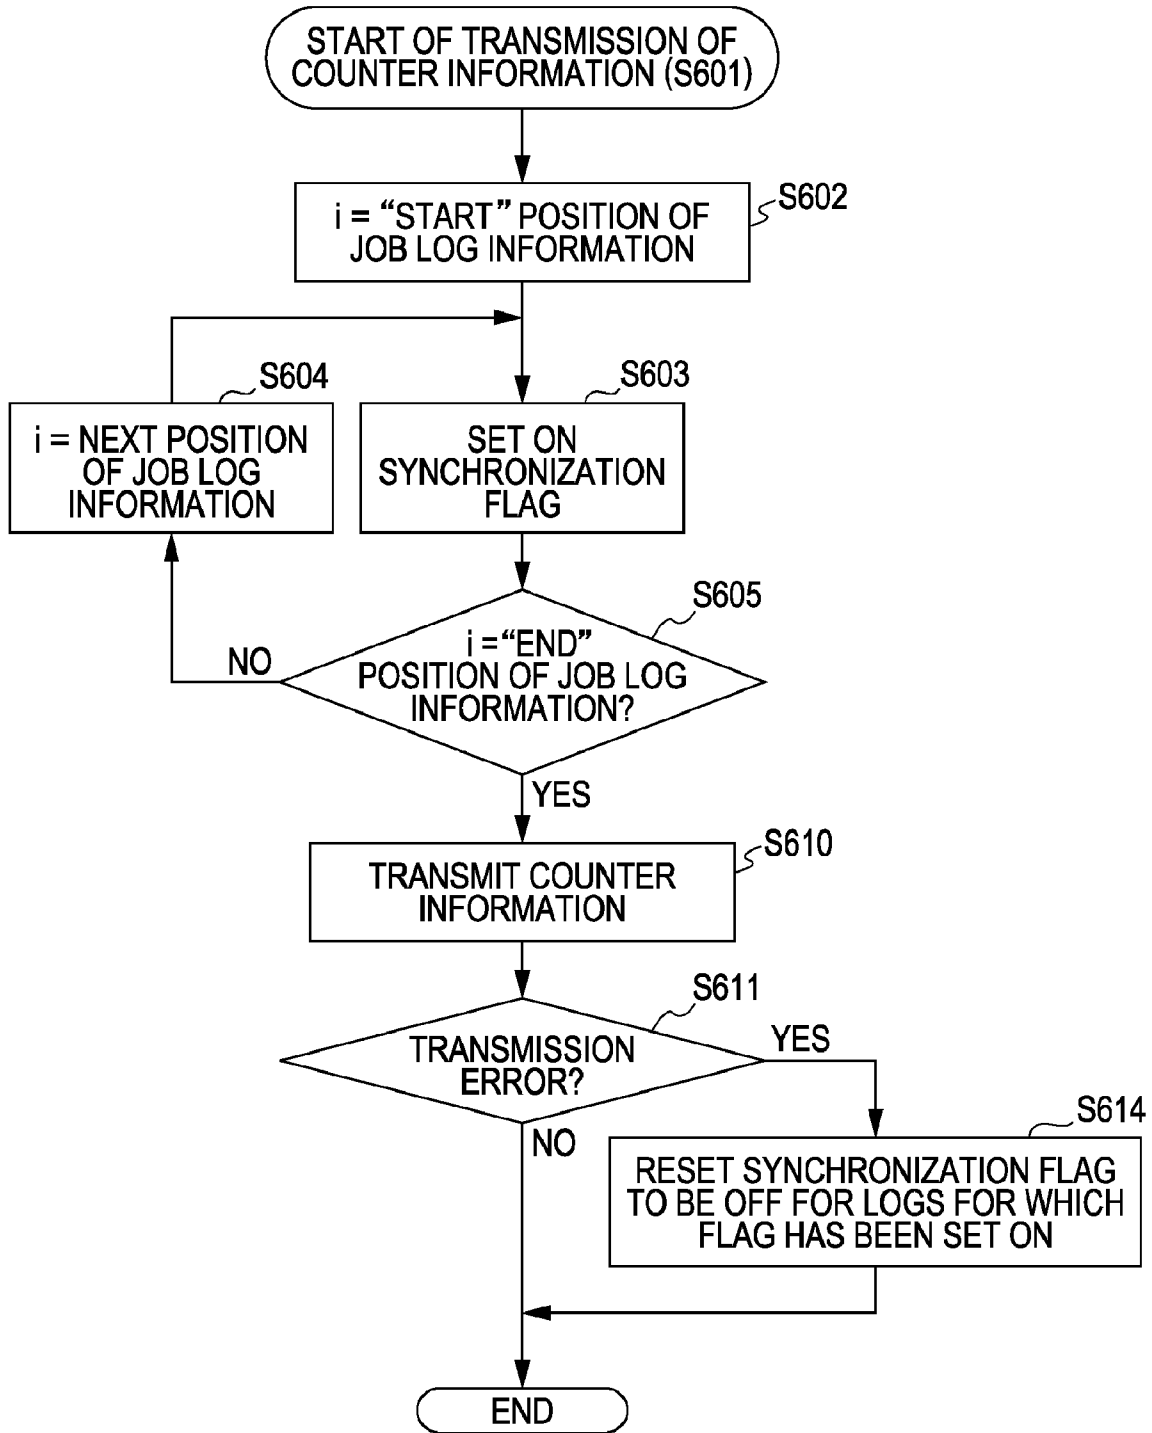 START OF TRANSMISSION OF
COUNTER INFORMATION (S601)
S602
i = “START” POSITION OF
JOB LOG INFORMATION
S604
i = NEXT POSITION
OF JOB LOG
INFORMATION
S603
SET ON
SYNCHRONIZATION
FLAG
S605
i =“END”
POSITION OF JOB LOG
INFORMATION?
NO
YES
S610
TRANSMIT COUNTER
INFORMATION
S611
TRANSMISSION
ERROR?
YES
NO
S614
RESET SYNCHRONIZATION FLAG
TO BE OFF FOR LOGS FOR WHICH
FLAG HAS BEEN SET ON
END